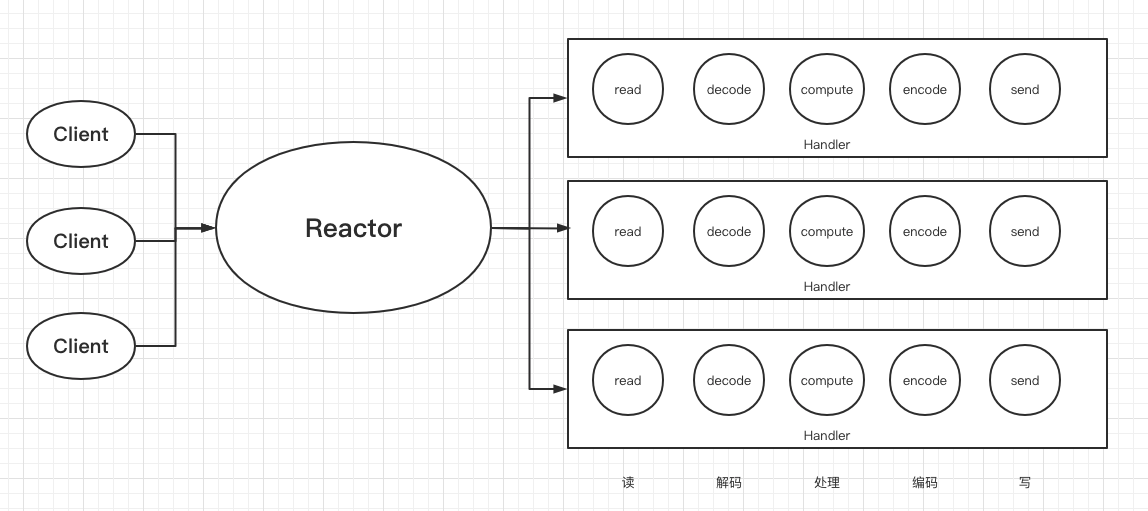 Client
Client
Client
Reactor
read decode compute encode send
Handler
read decode compute encode send
Handler
read decode compute encode send
Handler
读 解码 处理 编码 写